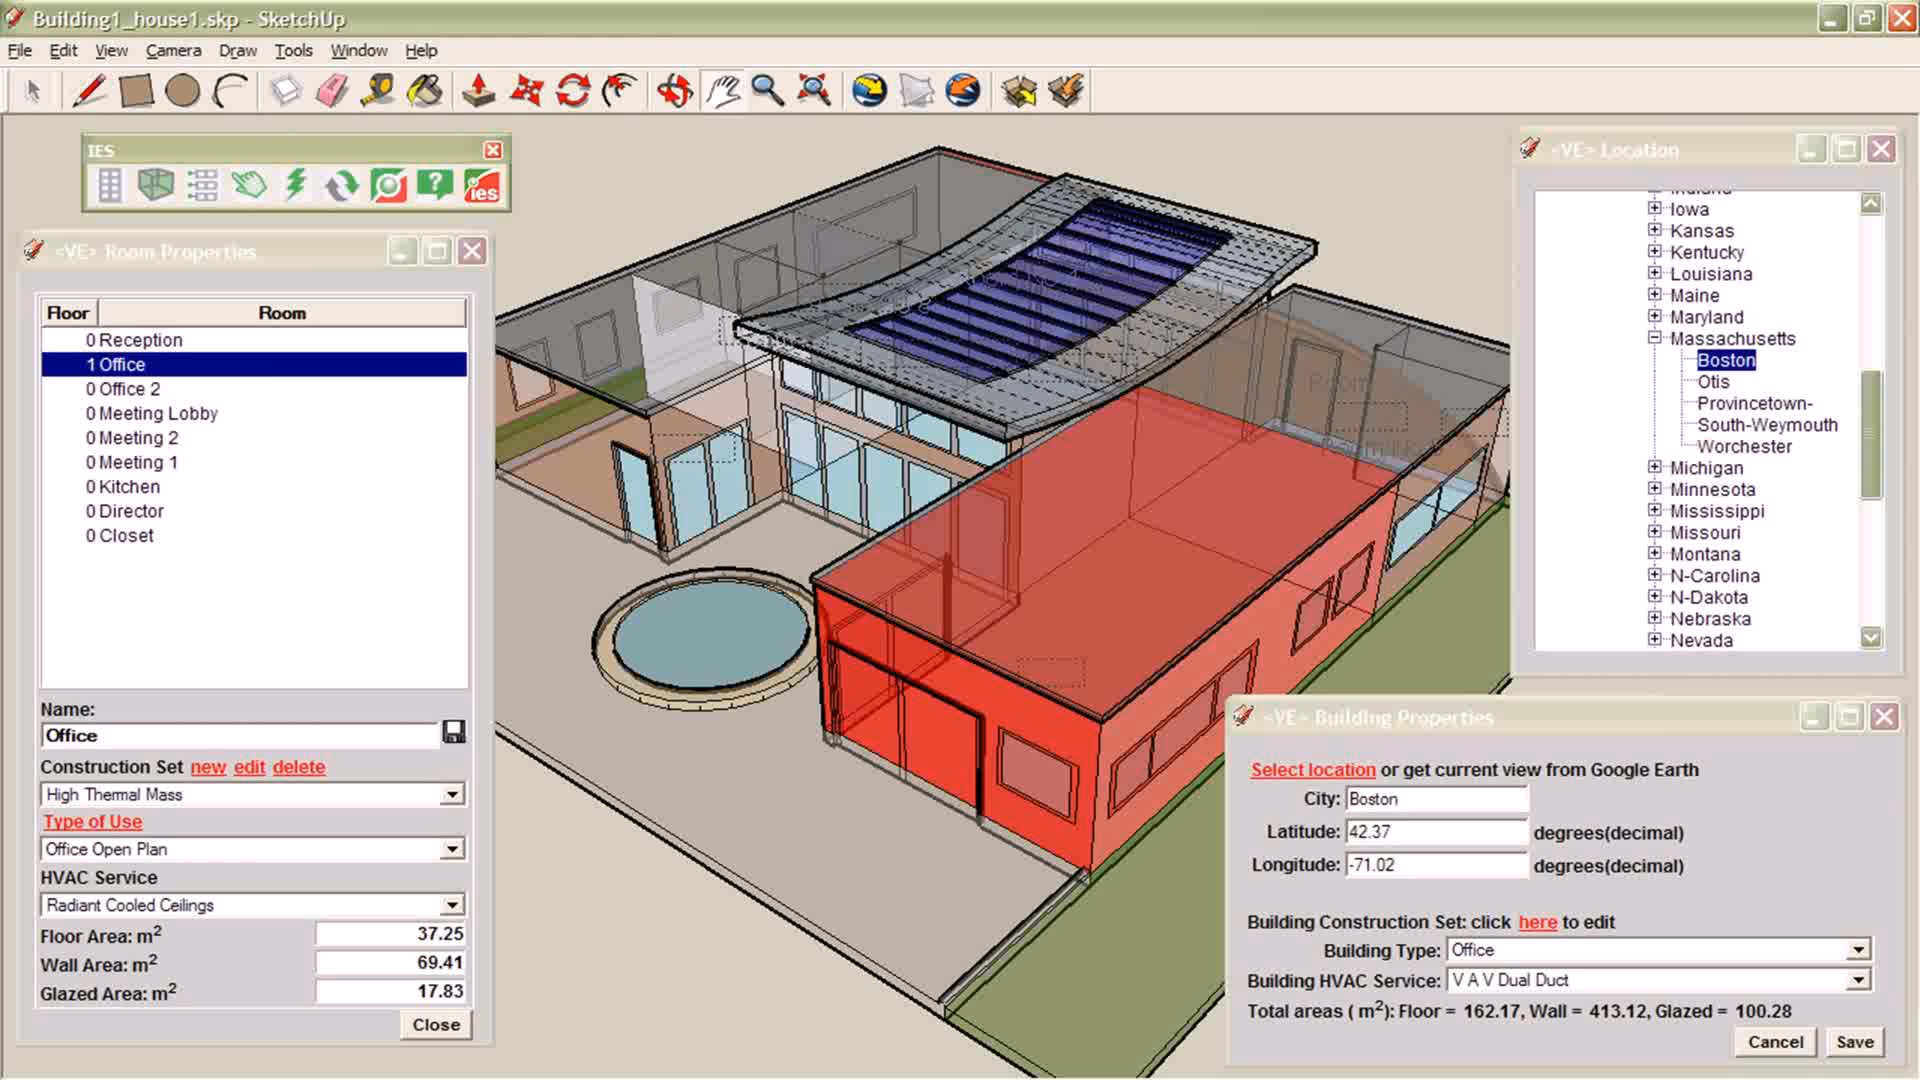 Building1_house1.skp - SketchUp
File Edit View Camera Draw Tools Window Help
IES
ies
<VE> Room Properties
Floor Room
0 Reception
1 Office
0 Office 2
0 Meeting Lobby
0 Meeting 2
0 Meeting 1
0 Kitchen
0 Director
0 Closet
Name:
Office
Construction Set new edit delete
High Thermal Mass
Type of Use
Office Open Plan
HVAC Service
Radiant Cooled Ceilings
Floor Area: m² 37.25
Wall Area: m² 69.41
Glazed Area: m² 17.83
Close
Room
<VE> Location
Indiana
Iowa
Kansas
Kentucky
Louisiana
Maine
Maryland
Massachusetts
Boston
Otis
Provincetown-
South-Weymouth
Worchester
Michigan
Minnesota
Mississippi
Missouri
Montana
N-Carolina
N-Dakota
Nebraska
Nevada
<VE> Building Properties
Select location or get current view from Google Earth
City: Boston
Latitude: 42.37 degrees(decimal)
Longitude: -71.02 degrees(decimal)
Building Construction Set: click here to edit
Building Type: Office
Building HVAC Service: V A V Dual Duct
Total areas ( m²): Floor = 162.17, Wall = 413.12, Glazed = 100.28
Cancel Save